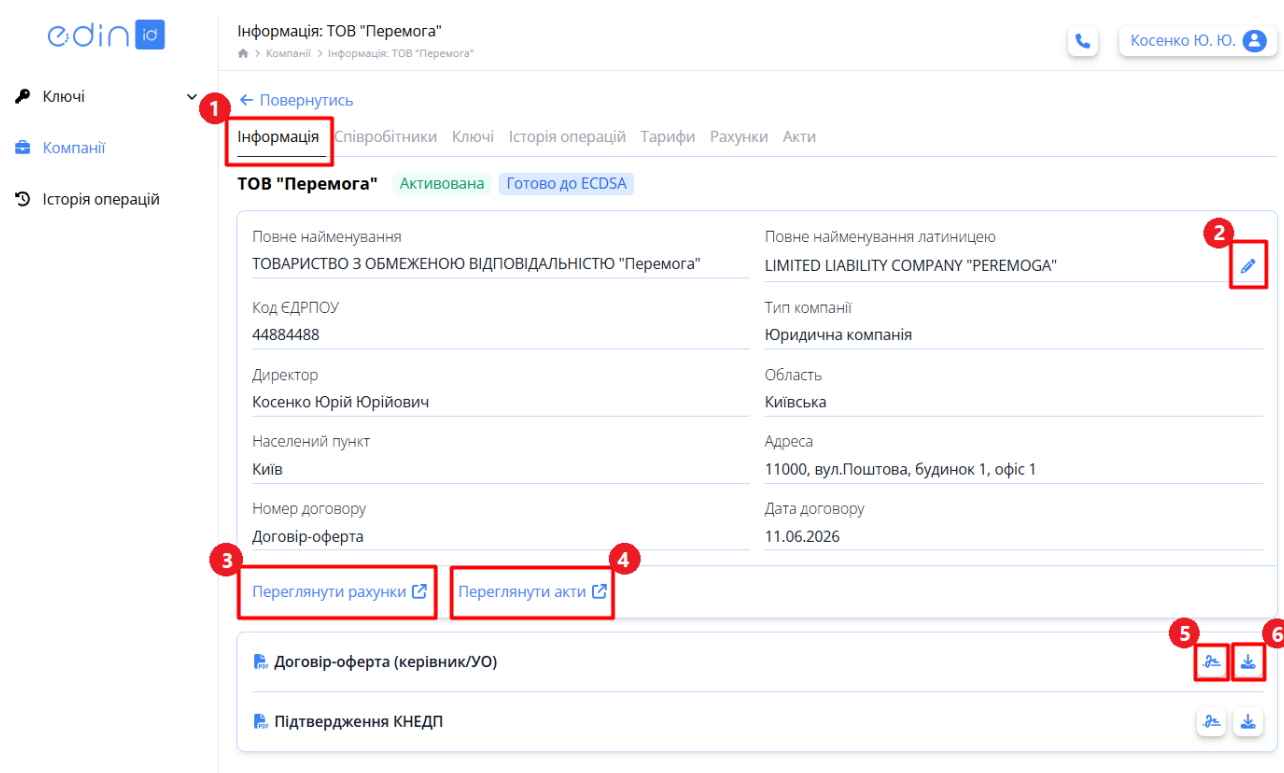 edin id
Інформація: ТОВ "Перемога"
Компанії > Інформація: ТОВ "Перемога"
Косенко Ю. Ю.
Ключі
Компанії
Історія операцій
1
← Повернутись
Інформація Співробітники Ключі Історія операцій Тарифи Рахунки Акти
ТОВ "Перемога" Активована Готово до ECDSA
Повне найменування
ТОВАРИСТВО З ОБМЕЖЕНОЮ ВІДПОВІДАЛЬНІСТЮ "Перемога"
Повне найменування латиницею
LIMITED LIABILITY COMPANY "PEREMOGA"
2
Код ЄДРПОУ
44884488
Тип компанії
Юридична компанія
Директор
Косенко Юрій Юрійович
Область
Київська
Населений пункт
Київ
Адреса
11000, вул.Поштова, будинок 1, офіс 1
Номер договору
Договір-оферта
Дата договору
11.06.2026
3
Переглянути рахунки
4
Переглянути акти
5
6
PDF Договір-оферта (керівник/УО)
PDF Підтвердження КНЕДП